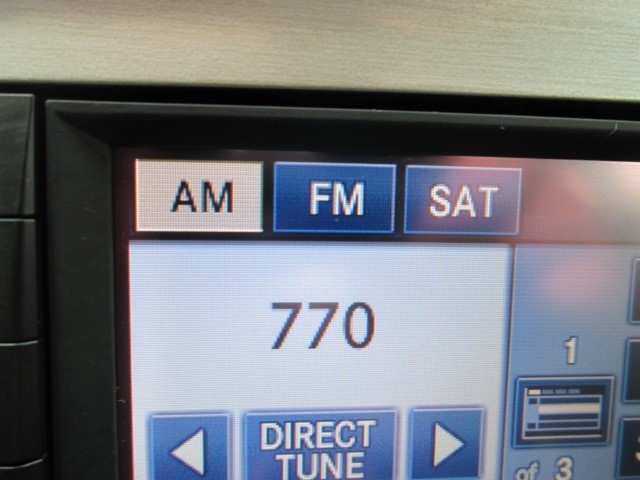 AM FM SAT
770
1
DIRECT
TUNE
of 3